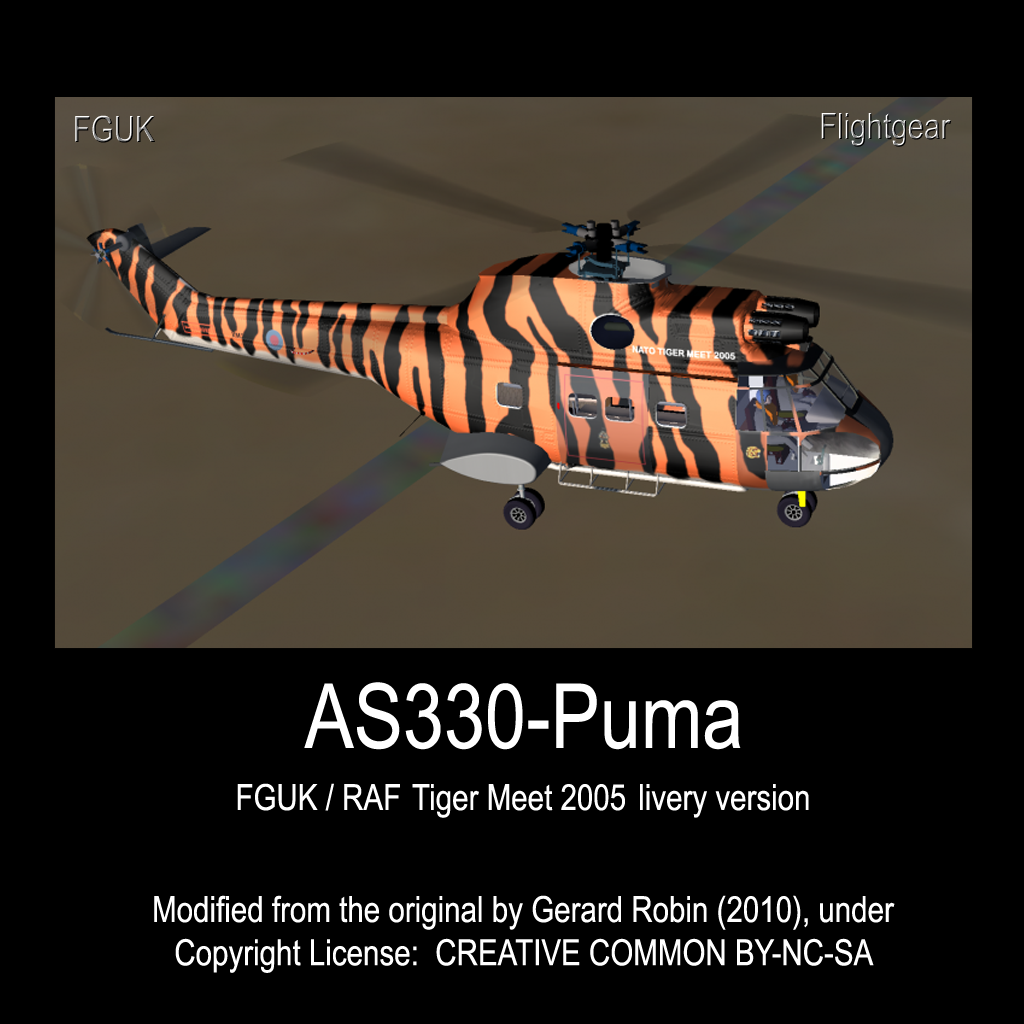 FGUK
Flightgear
NATO TIGER MEET 2005
AS330-Puma
FGUK / RAF Tiger Meet 2005 livery version
Modified from the original by Gerard Robin (2010), under
Copyright License: CREATIVE COMMON BY-NC-SA